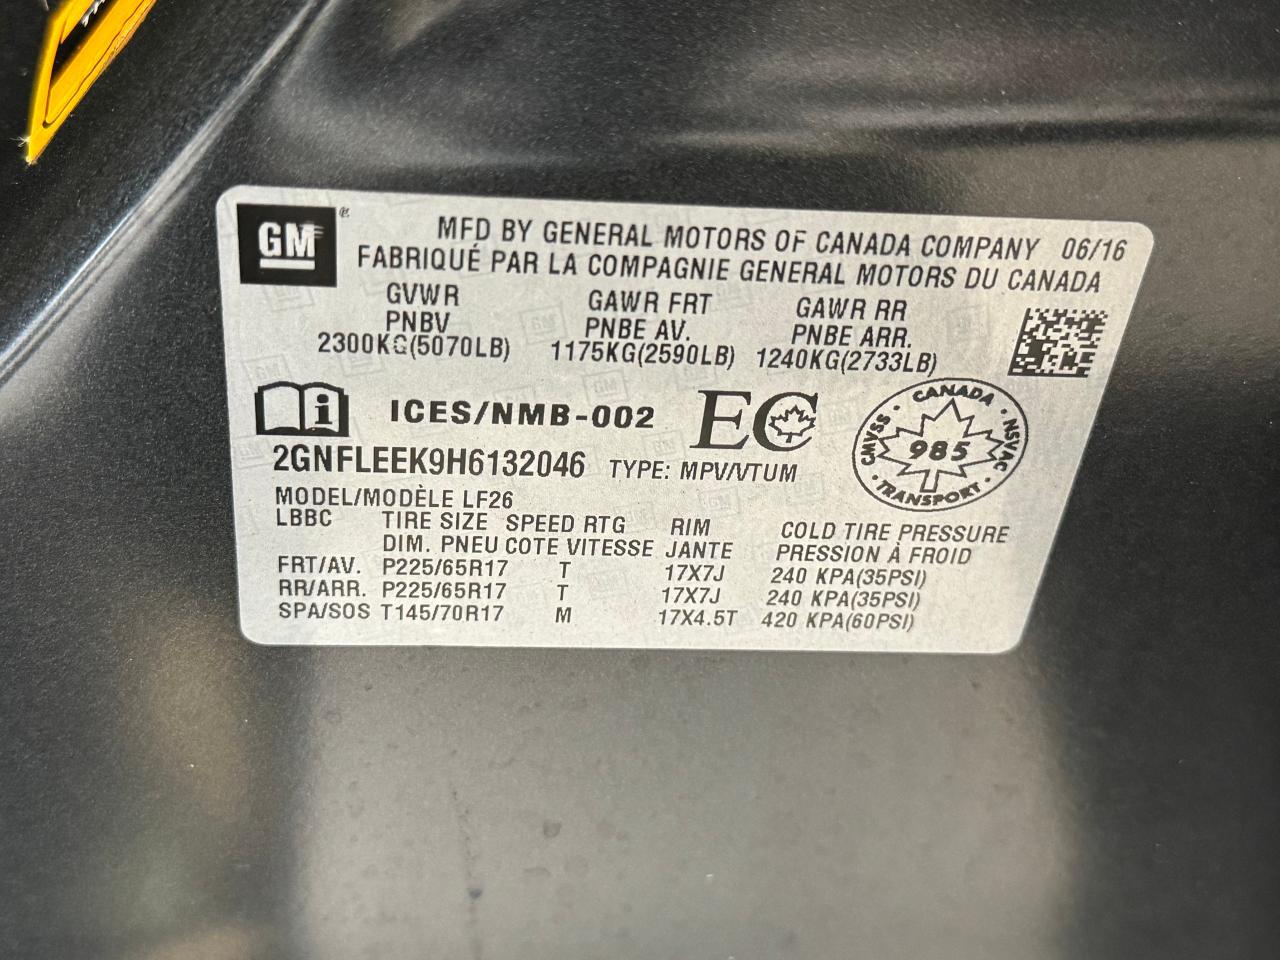 GM
MFD BY GENERAL MOTORS OF CANADA COMPANY 06/16
FABRIQUÉ PAR LA COMPAGNIE GENERAL MOTORS DU CANADA
GVWR GAWR FRT GAWR RR
PNBV PNBE AV. PNBE ARR.
2300KG(5070LB) 1175KG(2590LB) 1240KG(2733LB)
i ICES/NMB-002 EC
CANADA
CMVSS · 985 · NSVAC
TRANSPORT
2GNFLEEK9H6132046 TYPE: MPV/VTUM
MODEL/MODÈLE LF26
LBBC TIRE SIZE SPEED RTG RIM COLD TIRE PRESSURE
DIM. PNEU COTE VITESSE JANTE PRESSION À FROID
FRT/AV. P225/65R17 T 17X7J 240 KPA(35PSI)
RR/ARR. P225/65R17 T 17X7J 240 KPA(35PSI)
SPA/SOS T145/70R17 M 17X4.5T 420 KPA(60PSI)